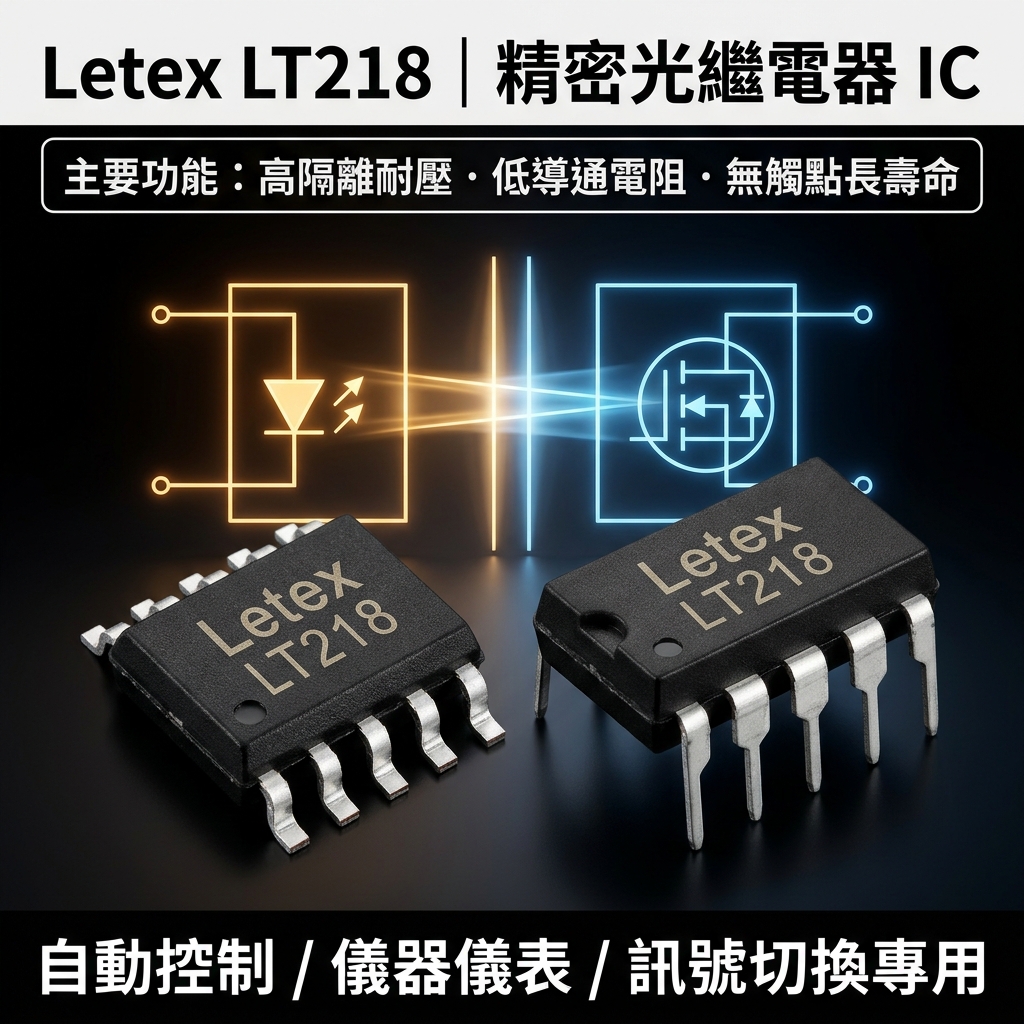 Letex LT218｜精密光繼電器 IC
主要功能：高隔離耐壓．低導通電阻．無觸點長壽命
Letex
LT218
Letex
LT218
自動控制 / 儀器儀表 / 訊號切換專用